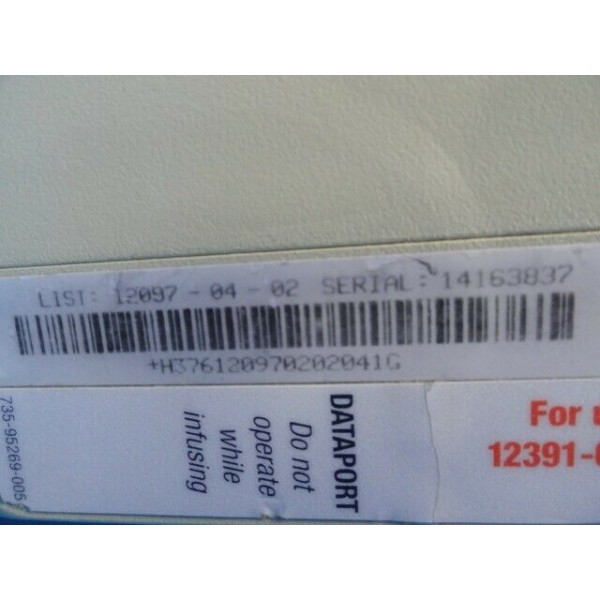 LIST: 12097-04-02 SERIAL: 14163837
+H376120970202041G
735-95269-005
DATAPORT
Do not
operate
while
infusing
For
12391-